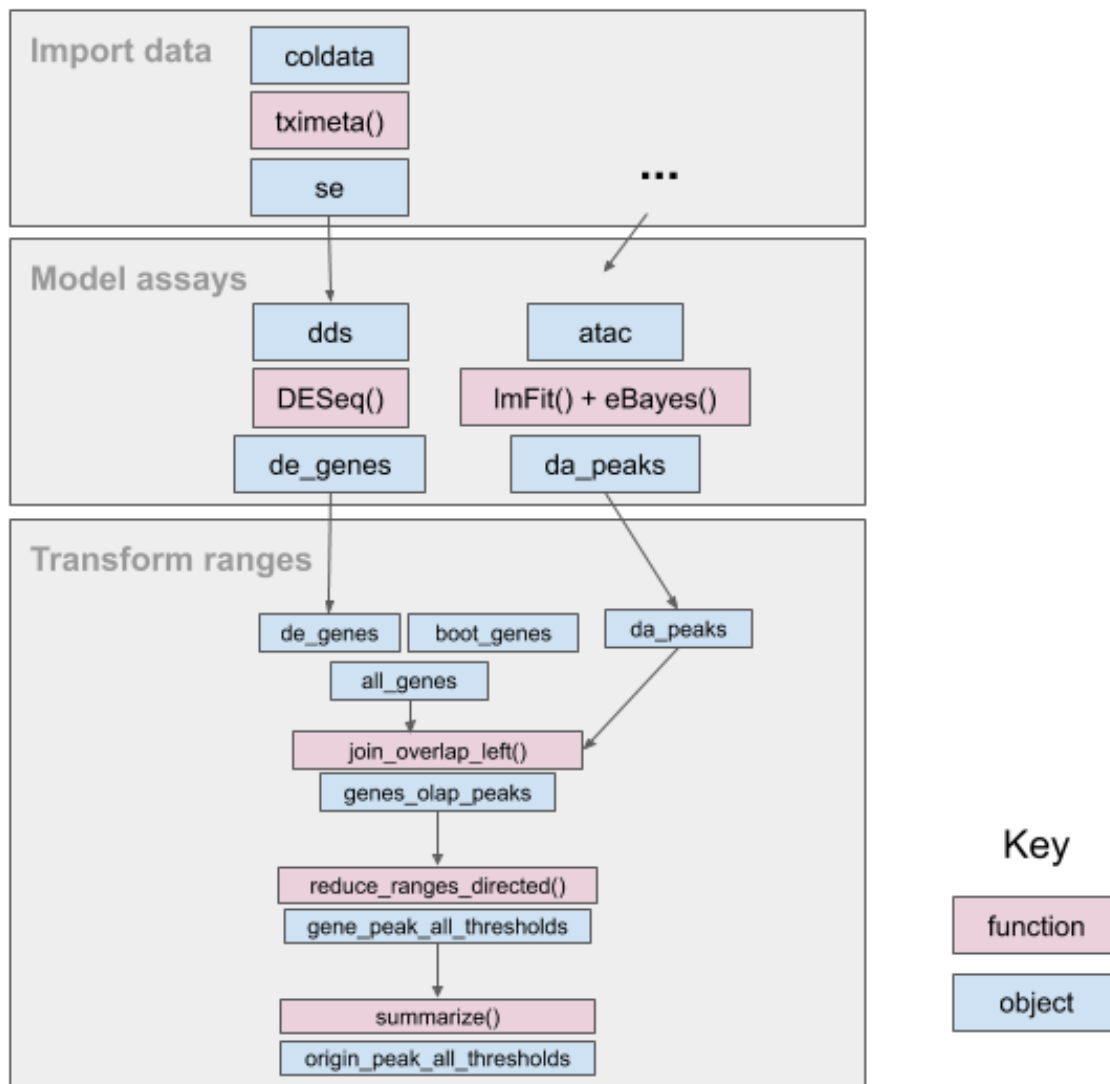 Import data
coldata
tximeta()
se
...
Model assays
dds
atac
DESeq()
lmFit() + eBayes()
de_genes
da_peaks
Transform ranges
de_genes
boot_genes
da_peaks
all_genes
join_overlap_left()
genes_olap_peaks
reduce_ranges_directed()
gene_peak_all_thresholds
summarize()
origin_peak_all_thresholds
Key
function
object